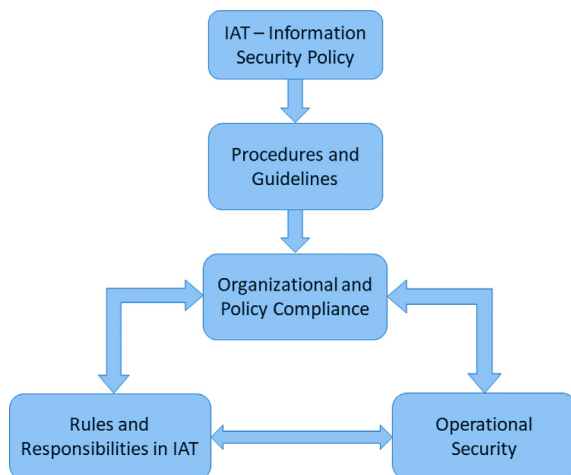 IAT – Information
Security Policy
Procedures and
Guidelines
Organizational and
Policy Compliance
Rules and
Responsibilities in IAT
Operational
Security